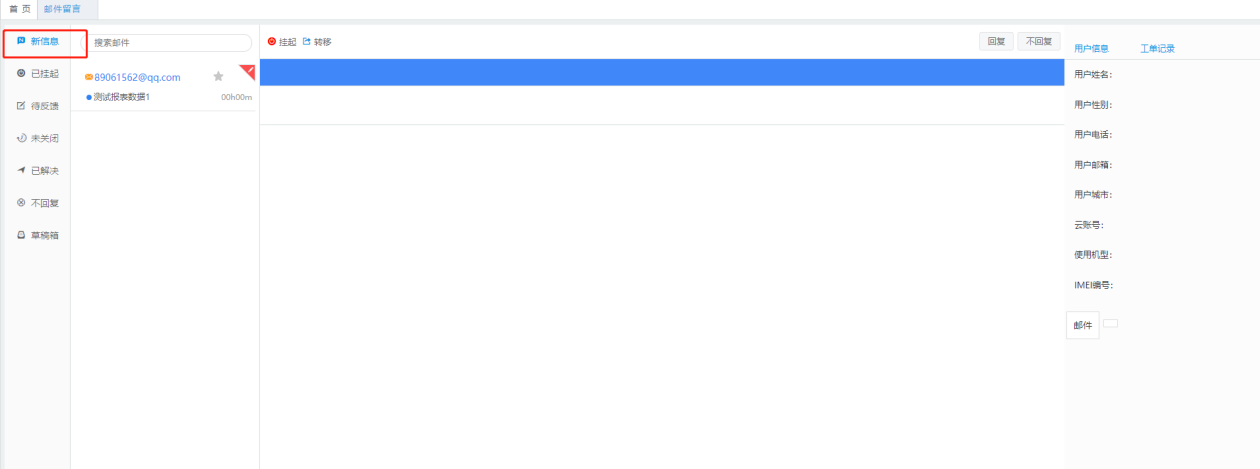 首 页 邮件留言
新信息
已挂起
待反馈
未关闭
已解决
不回复
草稿箱
搜索邮件
89061562@qq.com
测试报表数据1 00h00m
挂起 转移 回复 不回复
用户信息 工单记录
用户姓名：
用户性别：
用户电话：
用户邮箱：
用户城市：
云账号：
使用机型：
IMEI编号：
邮件